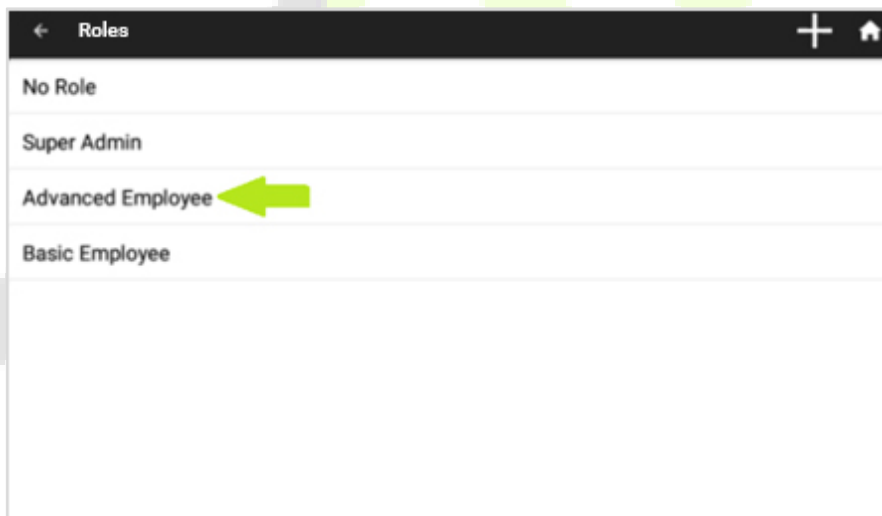 Roles
No Role
Super Admin
Advanced Employee
Basic Employee